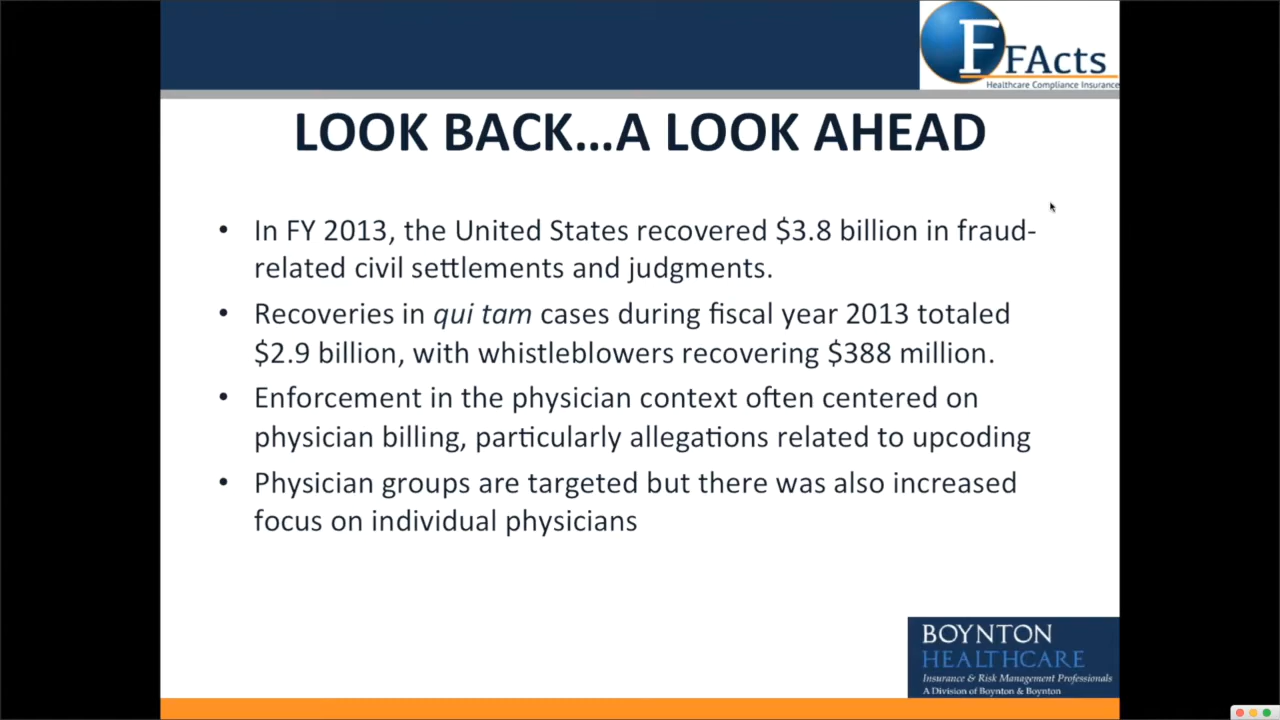 F FActs
Healthcare Compliance Insurance
LOOK BACK...A LOOK AHEAD
• In FY 2013, the United States recovered $3.8 billion in fraud-
related civil settlements and judgments.
• Recoveries in qui tam cases during fiscal year 2013 totaled
$2.9 billion, with whistleblowers recovering $388 million.
• Enforcement in the physician context often centered on
physician billing, particularly allegations related to upcoding
• Physician groups are targeted but there was also increased
focus on individual physicians
BOYNTON
HEALTHCARE
Insurance & Risk Management Professionals
A Division of Boynton & Boynton